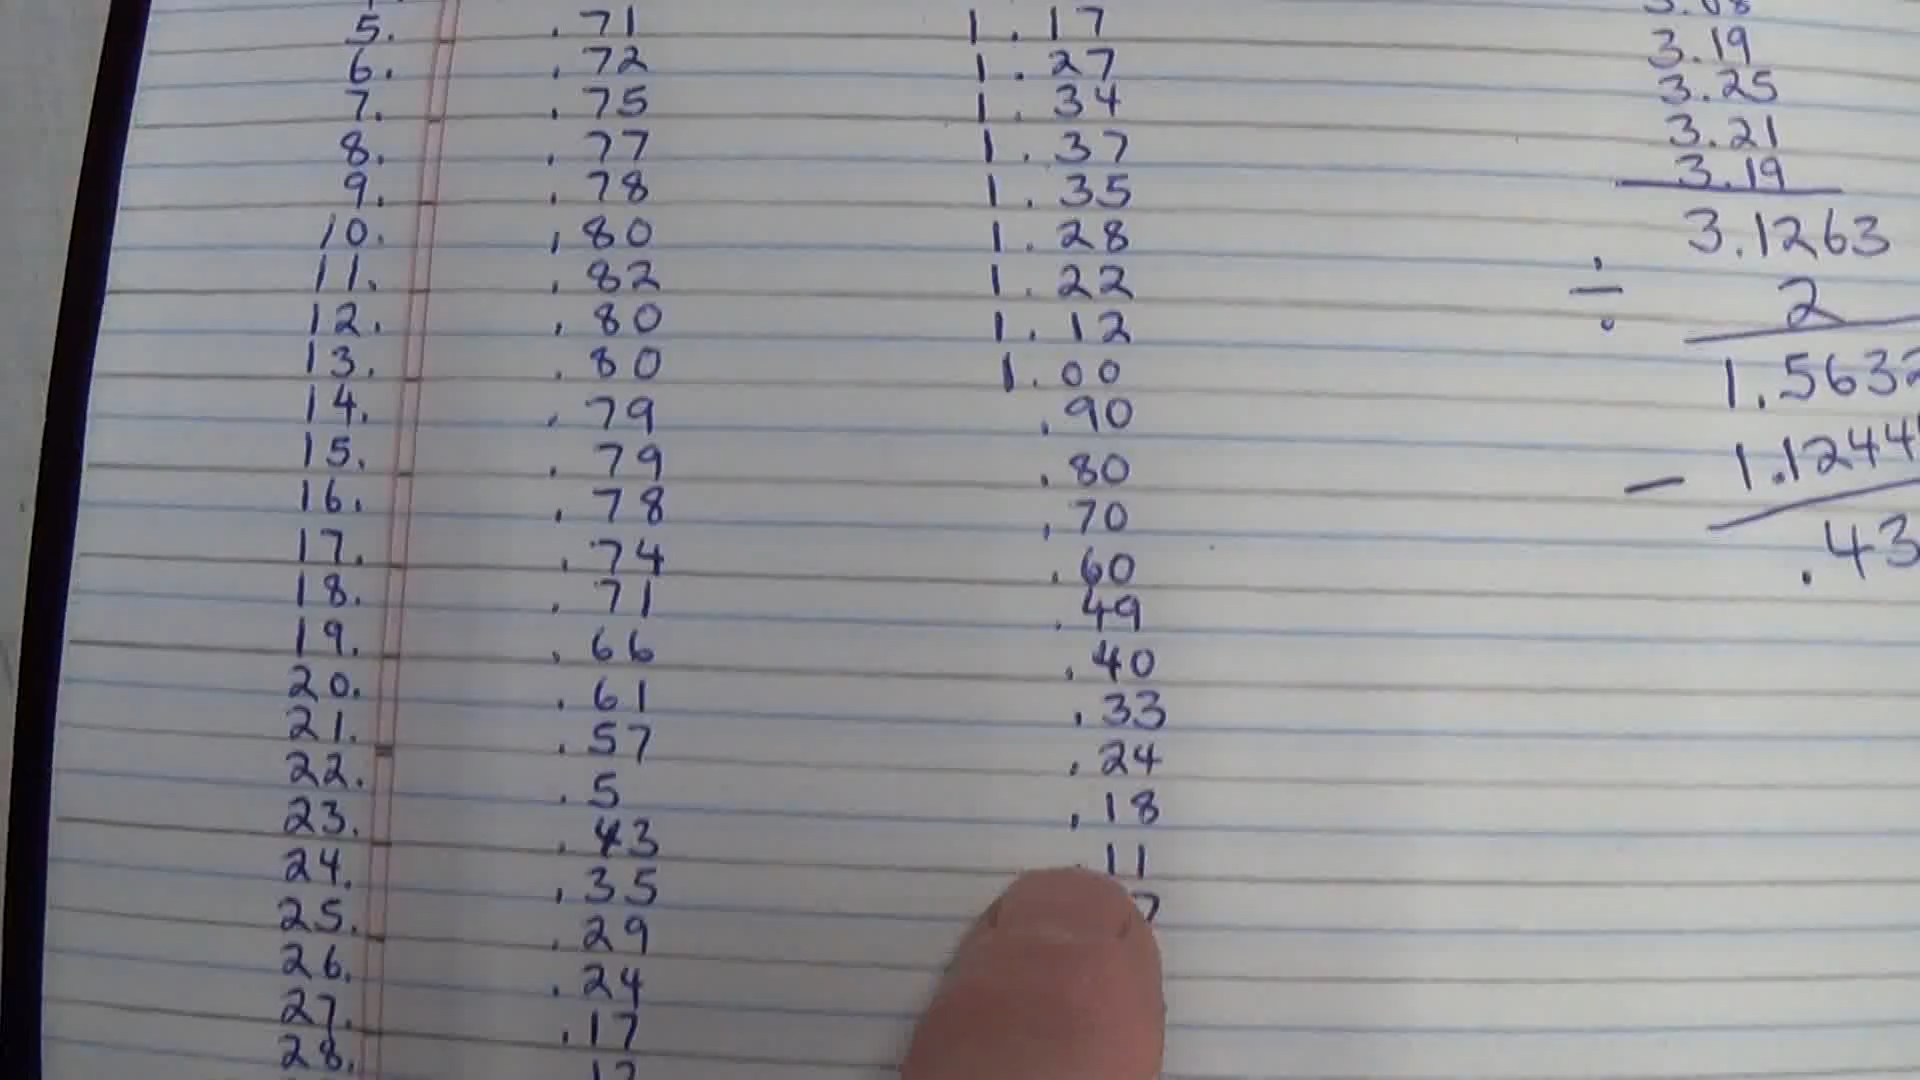 5. .71 1.17 3.19
6. .72 1.27 3.25
7. .75 1.34 3.21
8. .77 1.37 3.19
9. .78 1.35
10. .80 1.28 3.1263
11. .82 1.22 ÷ 2
12. .80 1.12
13. .80 1.00 1.5632
14. .79 .90
15. .79 .80 - 1.1244
16. .78 .70
17. .74 .60 .43
18. .71 .49
19. .66 .40
20. .61 .33
21. .57 .24
22. .5 .18
23. .43 11
24. .35 7
25. .29
26. .24
27. .17
28.